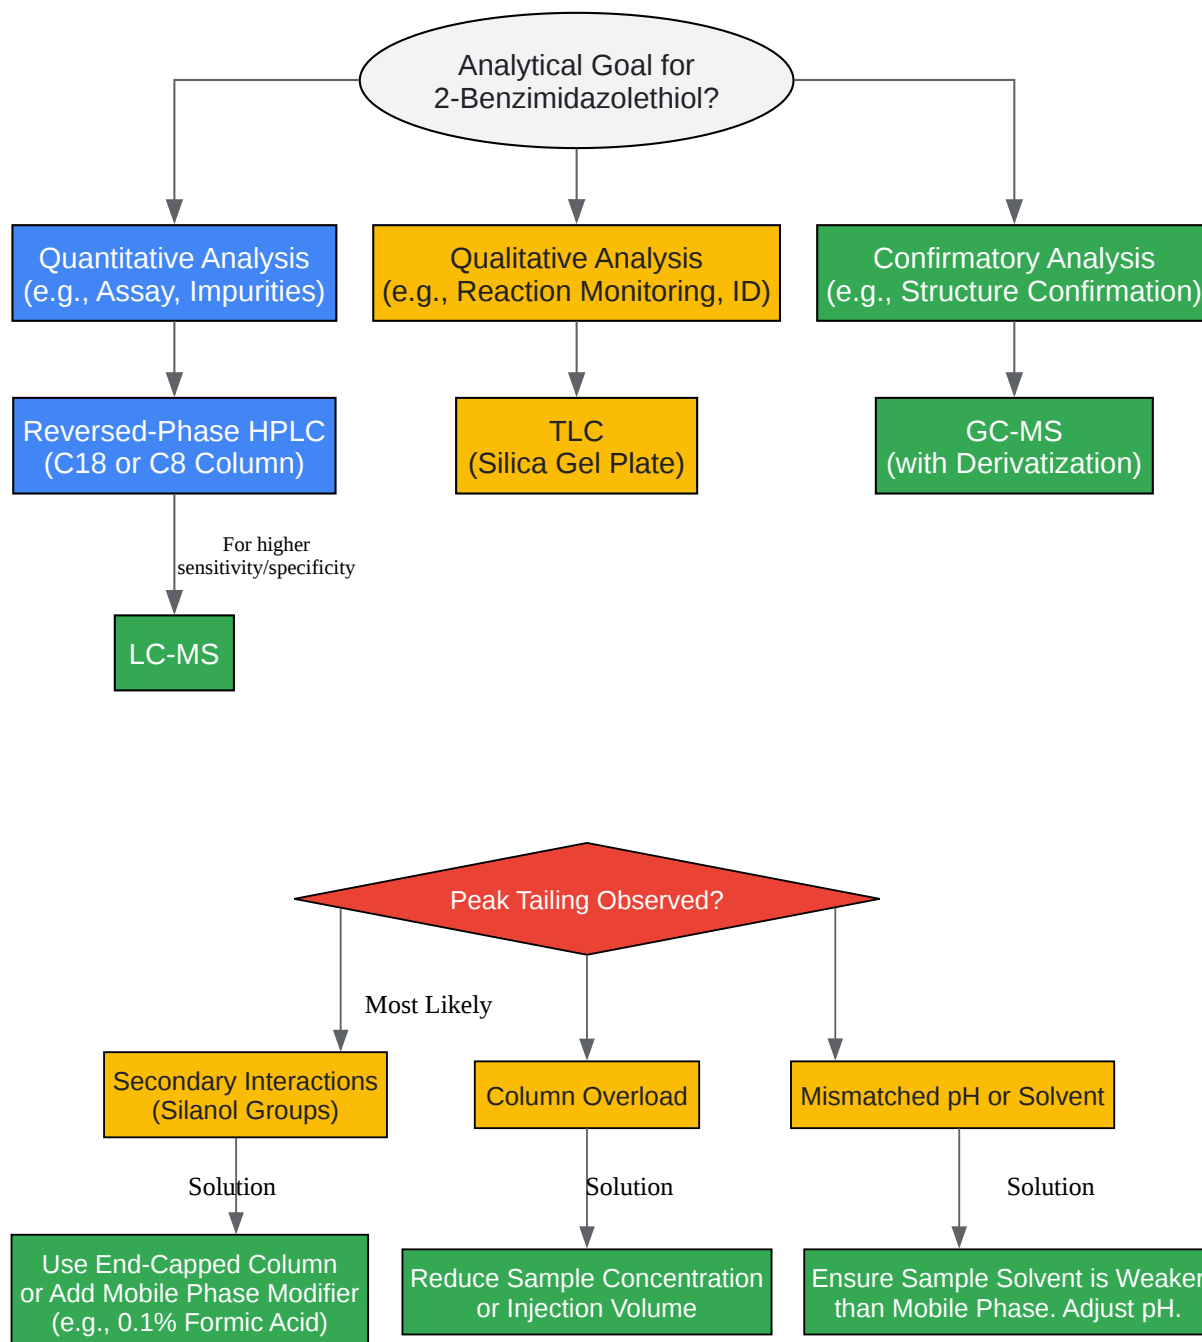 Analytical Goal for
2-Benzimidazolethiol?
Quantitative Analysis
(e.g., Assay, Impurities)
Qualitative Analysis
(e.g., Reaction Monitoring, ID)
Confirmatory Analysis
(e.g., Structure Confirmation)
Reversed-Phase HPLC
(C18 or C8 Column)
TLC
(Silica Gel Plate)
GC-MS
(with Derivatization)
For higher
sensitivity/specificity
LC-MS
Peak Tailing Observed?
Most Likely
Secondary Interactions
(Silanol Groups)
Column Overload
Mismatched pH or Solvent
Solution
Solution
Solution
Use End-Capped Column
or Add Mobile Phase Modifier
(e.g., 0.1% Formic Acid)
Reduce Sample Concentration
or Injection Volume
Ensure Sample Solvent is Weaker
than Mobile Phase. Adjust pH.